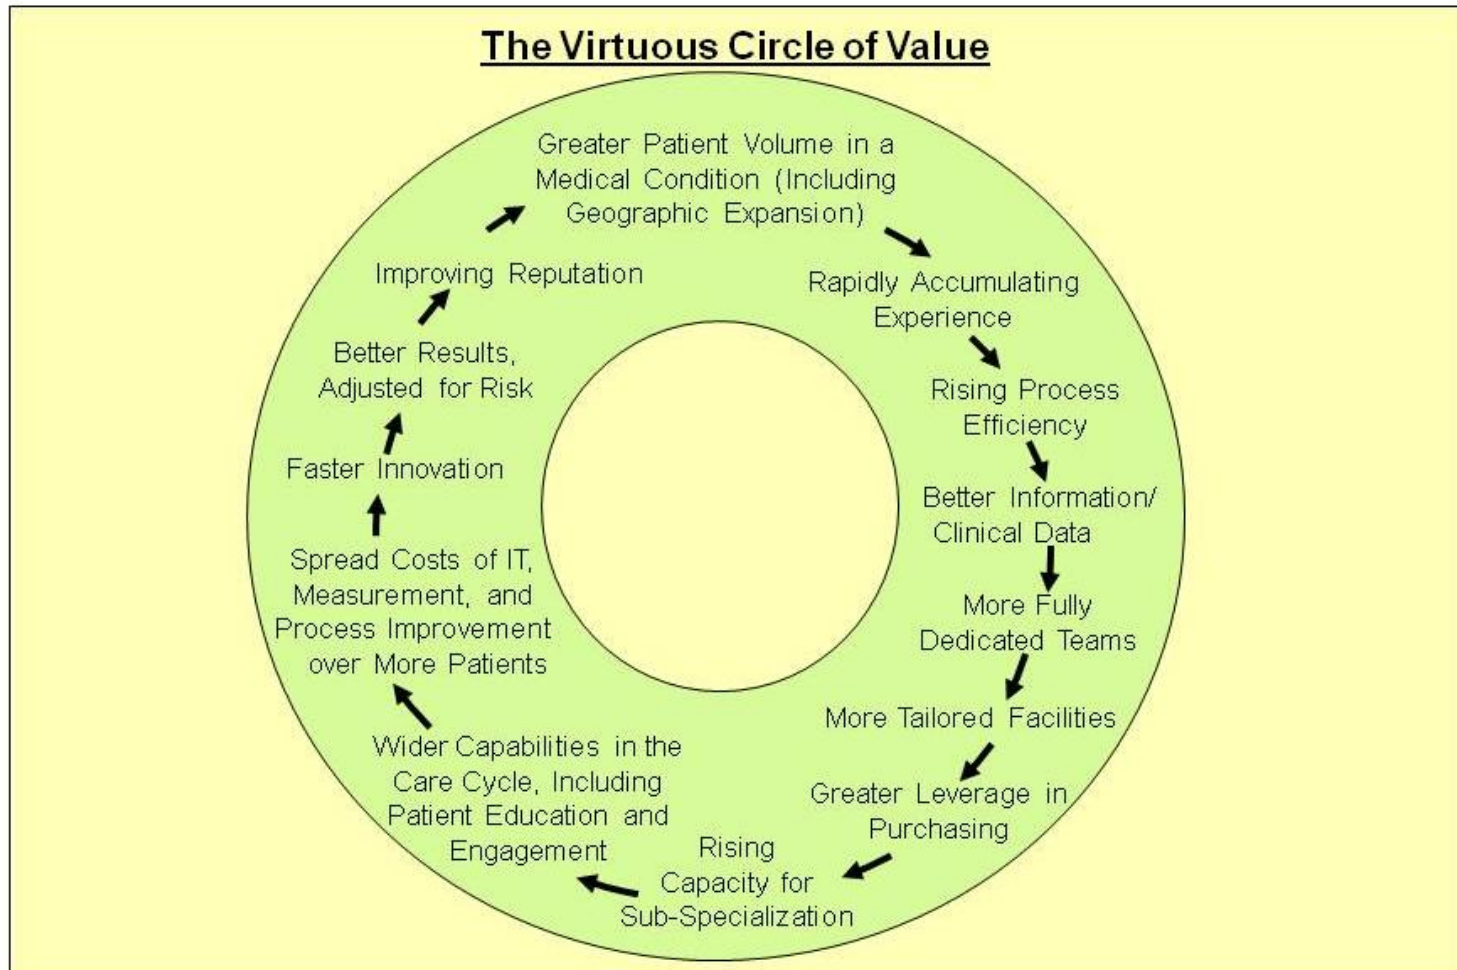 The Virtuous Circle of Value
Greater Patient Volume in a
Medical Condition (Including
Geographic Expansion)
Rapidly Accumulating
Experience
Rising Process
Efficiency
Better Information/
Clinical Data
More Fully
Dedicated Teams
More Tailored Facilities
Greater Leverage in
Purchasing
Rising
Capacity for
Sub-Specialization
Wider Capabilities in the
Care Cycle, Including
Patient Education and
Engagement
Spread Costs of IT,
Measurement, and
Process Improvement
over More Patients
Faster Innovation
Better Results,
Adjusted for Risk
Improving Reputation